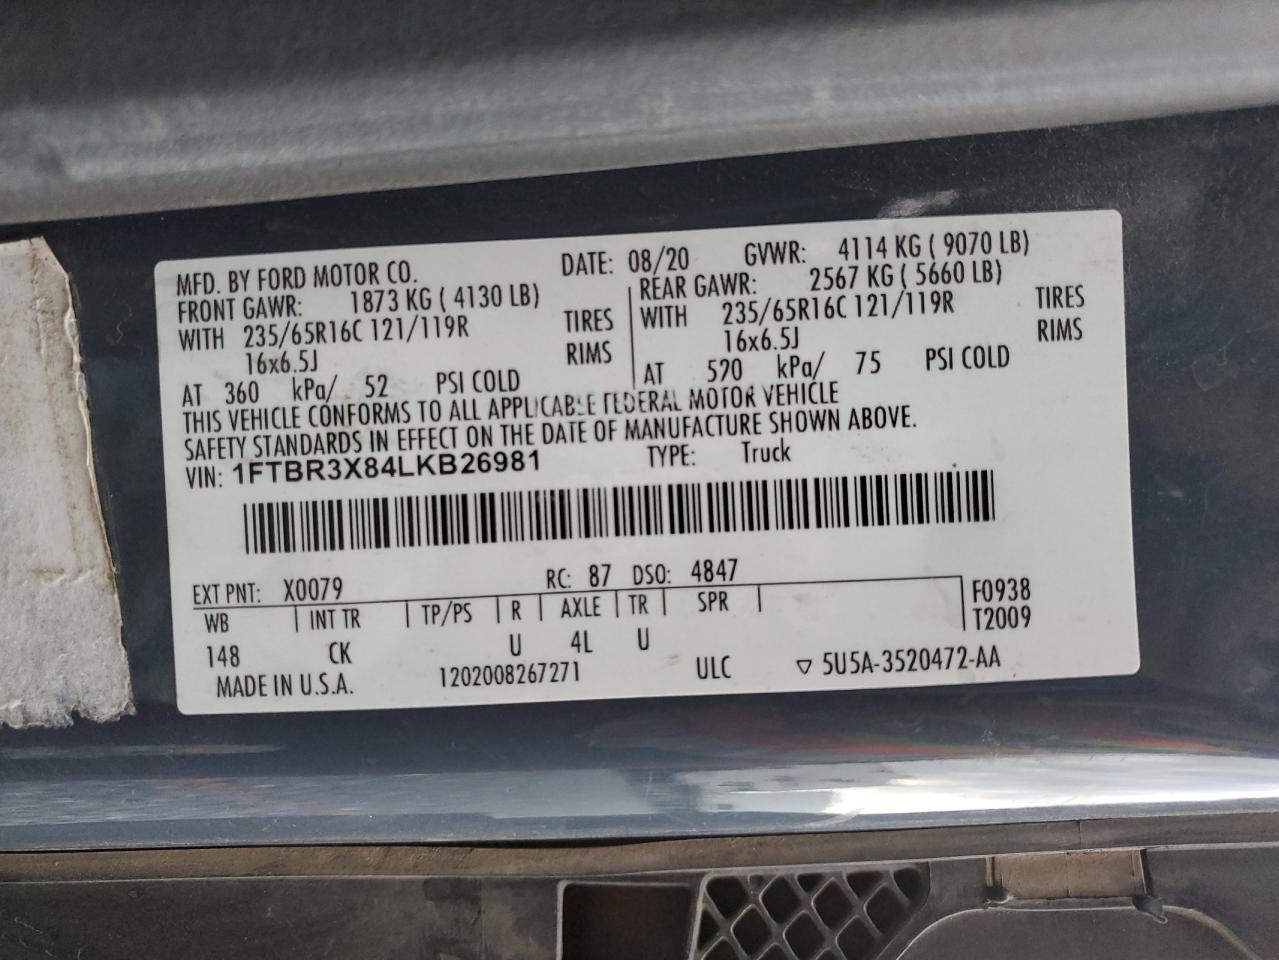 MFD. BY FORD MOTOR CO. DATE: 08/20 GVWR: 4114 KG ( 9070 LB)
FRONT GAWR: 1873 KG ( 4130 LB) REAR GAWR: 2567 KG ( 5660 LB)
WITH 235/65R16C 121/119R TIRES WITH 235/65R16C 121/119R TIRES
16x6.5J RIMS 16x6.5J RIMS
AT 360 kPa/ 52 PSI COLD AT 520 kPa/ 75 PSI COLD
THIS VEHICLE CONFORMS TO ALL APPLICABLE FEDERAL MOTOR VEHICLE
SAFETY STANDARDS IN EFFECT ON THE DATE OF MANUFACTURE SHOWN ABOVE.
VIN: 1FTBR3X84LKB26981 TYPE: Truck
EXT PNT: X0079 RC: 87 DSO: 4847
WB INT TR TP/PS R AXLE TR SPR F0938
T2009
148 CK U 4L U
MADE IN U.S.A. 1202008267271 ULC ▽ 5U5A-3520472-AA